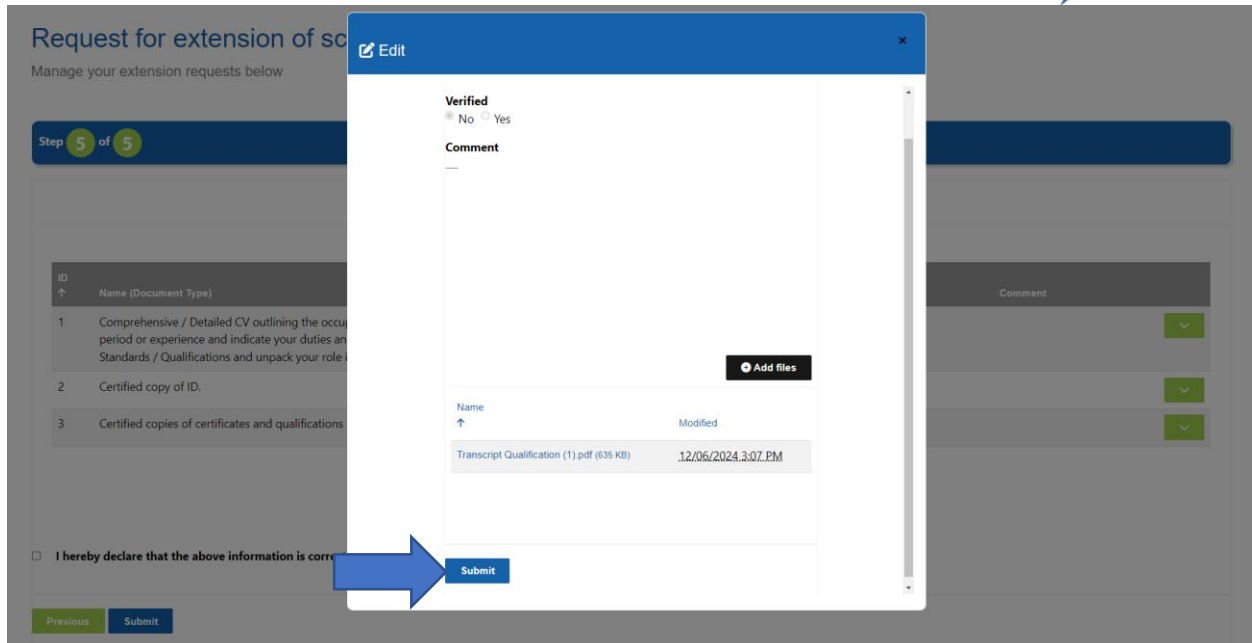 Request for extension of sc
Manage your extension requests below
Step 5 of 5
ID
↑ Name (Document Type)
Comment
1 Comprehensive / Detailed CV outlining the occu
period or experience and indicate your duties an
Standards / Qualifications and unpack your role i
2 Certified copy of ID.
3 Certified copies of certificates and qualifications
I hereby declare that the above information is corre
Previous Submit
Edit ×
Verified
No Yes
Comment
—
Add files
Name
↑ Modified
Transcript Qualification (1).pdf (635 KB) 12/06/2024 3:07 PM
Submit